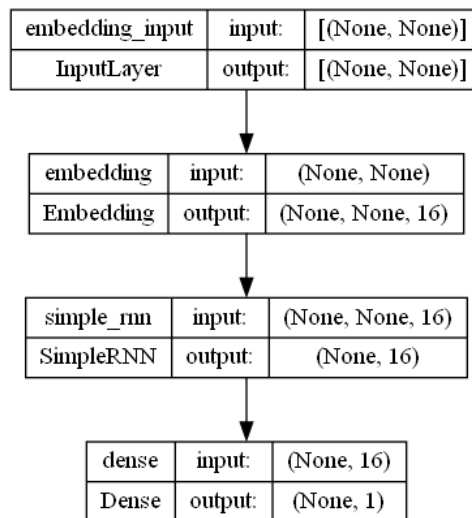 embedding_input input: [(None, None)]
InputLayer output: [(None, None)]
embedding input: (None, None)
Embedding output: (None, None, 16)
simple_rnn input: (None, None, 16)
SimpleRNN output: (None, 16)
dense input: (None, 16)
Dense output: (None, 1)